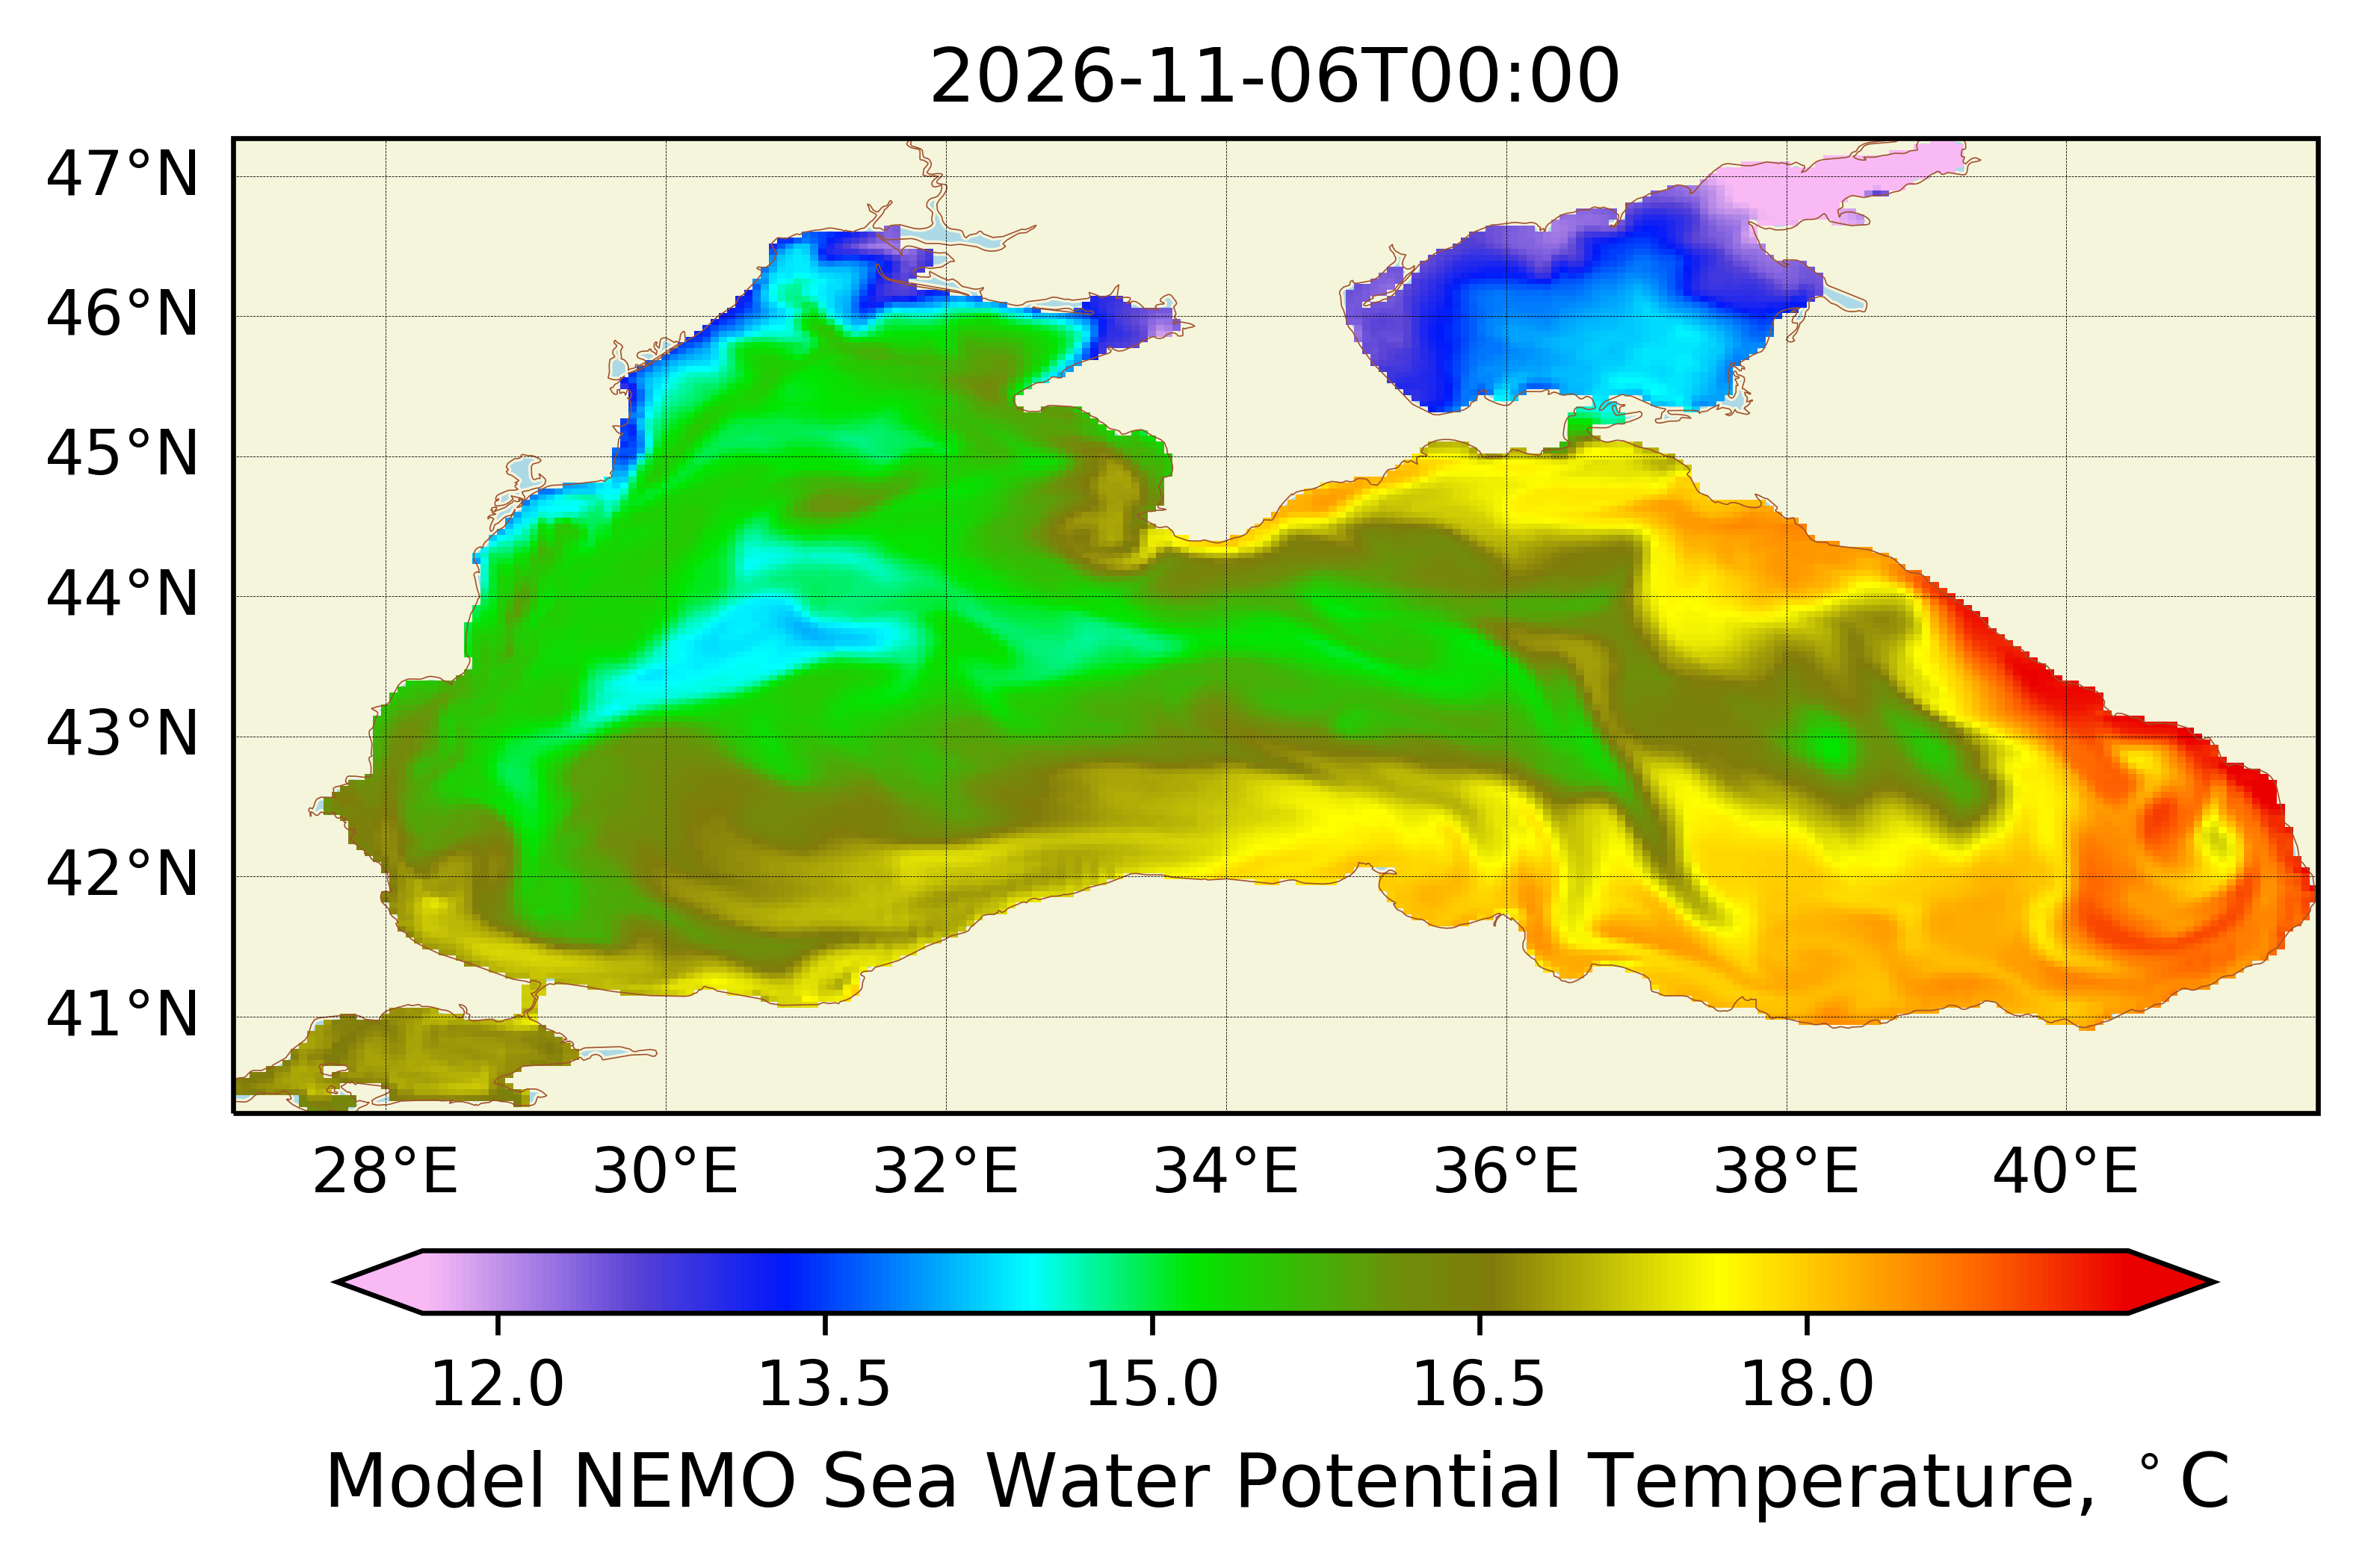 2026-11-06T00:00
47°N
46°N
45°N
44°N
43°N
42°N
41°N
28°E 30°E 32°E 34°E 36°E 38°E 40°E
12.0 13.5 15.0 16.5 18.0
Model NEMO Sea Water Potential Temperature, °C